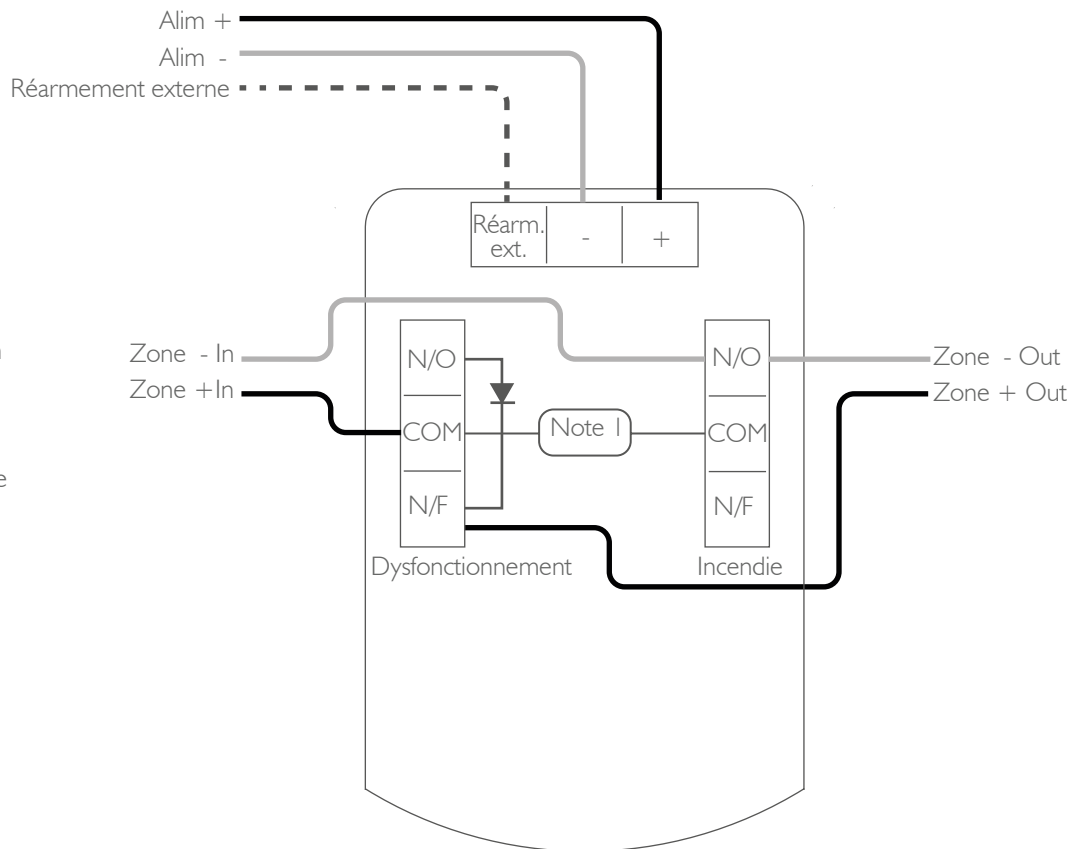 Alim +
Alim -
Réarmement externe
Réarm.
ext.
-
+
Zone - In
Zone +In
N/O
COM
N/F
Note 1
N/O
COM
N/F
Zone - Out
Zone + Out
Dysfonctionnement
Incendie
e